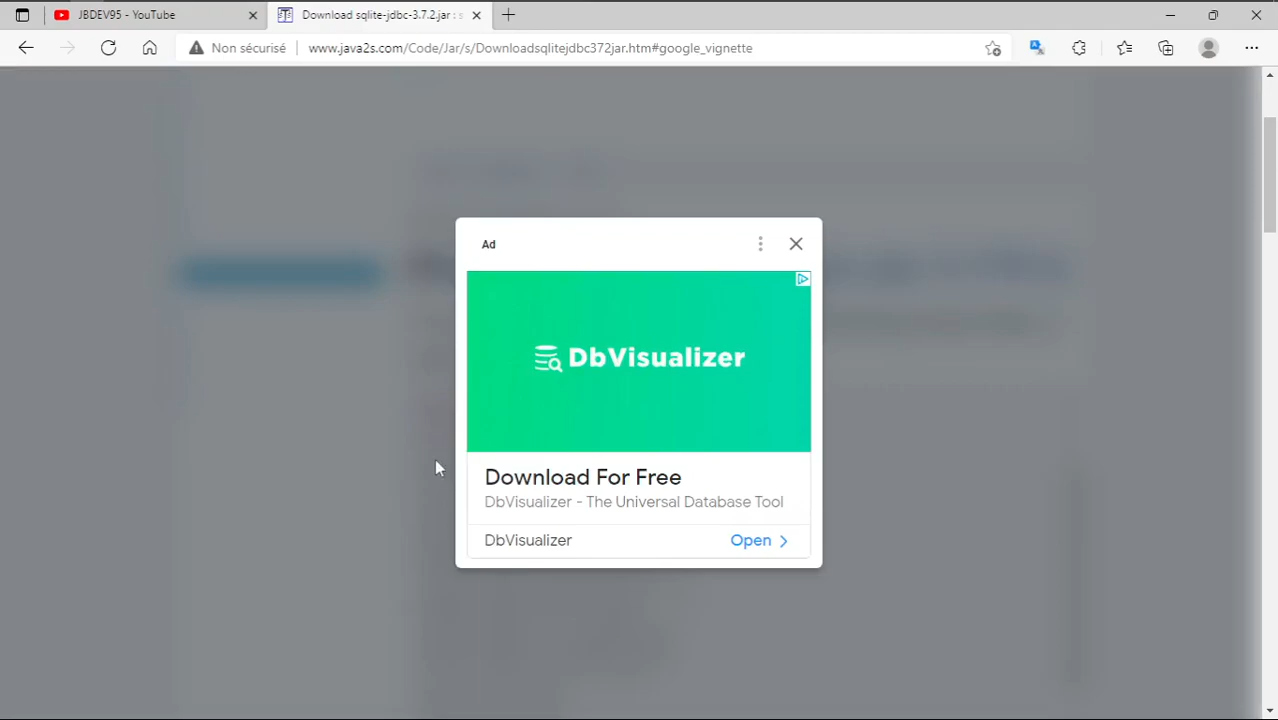 JBDEV95 - YouTube
Download sqlite-jdbc-3.7.2.jar : s
Non sécurisé
www.java2s.com/Code/Jar/s/Downloadsqlitejdbc372jar.htm#google_vignette
Ad
DbVisualizer
Download For Free
DbVisualizer - The Universal Database Tool
DbVisualizer
Open